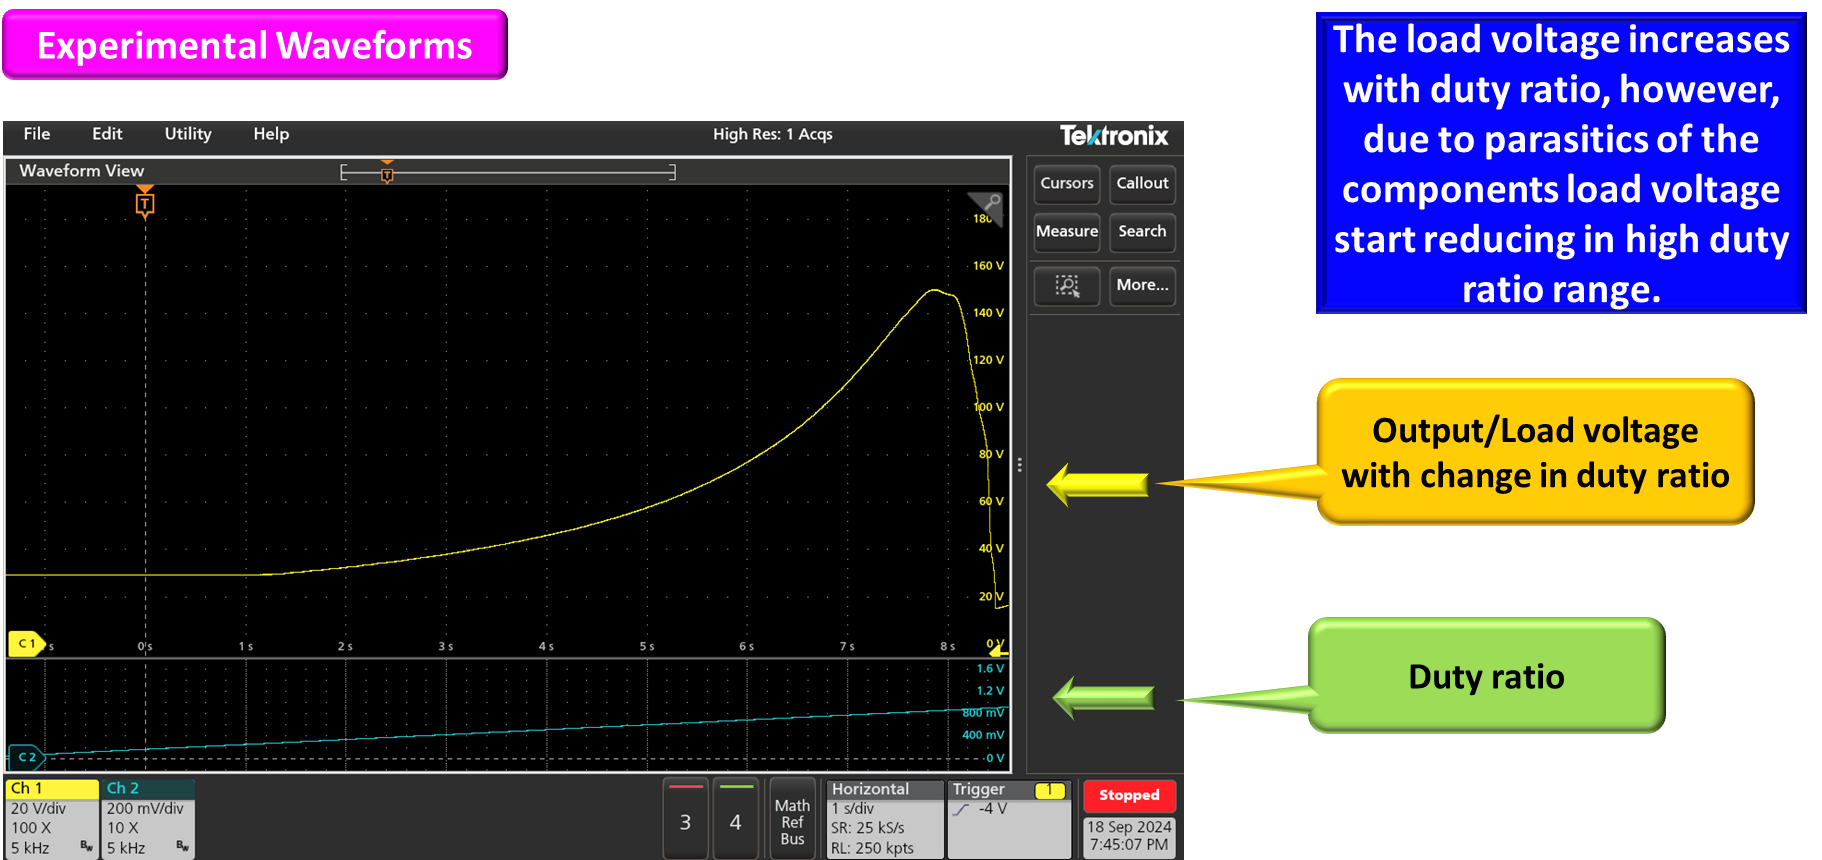 Experimental Waveforms
The load voltage increases
with duty ratio, however,
due to parasitics of the
components load voltage
start reducing in high duty
ratio range.
File Edit Utility Help High Res: 1 Acqs Tektronix
Waveform View
T
T
Cursors Callout
Measure Search
More...
180
160 V
140 V
120 V
100 V
80 V
60 V
40 V
20 V
0 V
C 1 s 0 s 1 s 2 s 3 s 4 s 5 s 6 s 7 s 8 s
1.6 V
1.2 V
800 mV
400 mV
0 V
C 2
Output/Load voltage
with change in duty ratio
Duty ratio
Ch 1
20 V/div
100 X
5 kHz BW
Ch 2
200 mV/div
10 X
5 kHz BW
3
4
Math
Ref
Bus
Horizontal
1 s/div
SR: 25 kS/s
RL: 250 kpts
Trigger 1
-4 V
Stopped
18 Sep 2024
7:45:07 PM